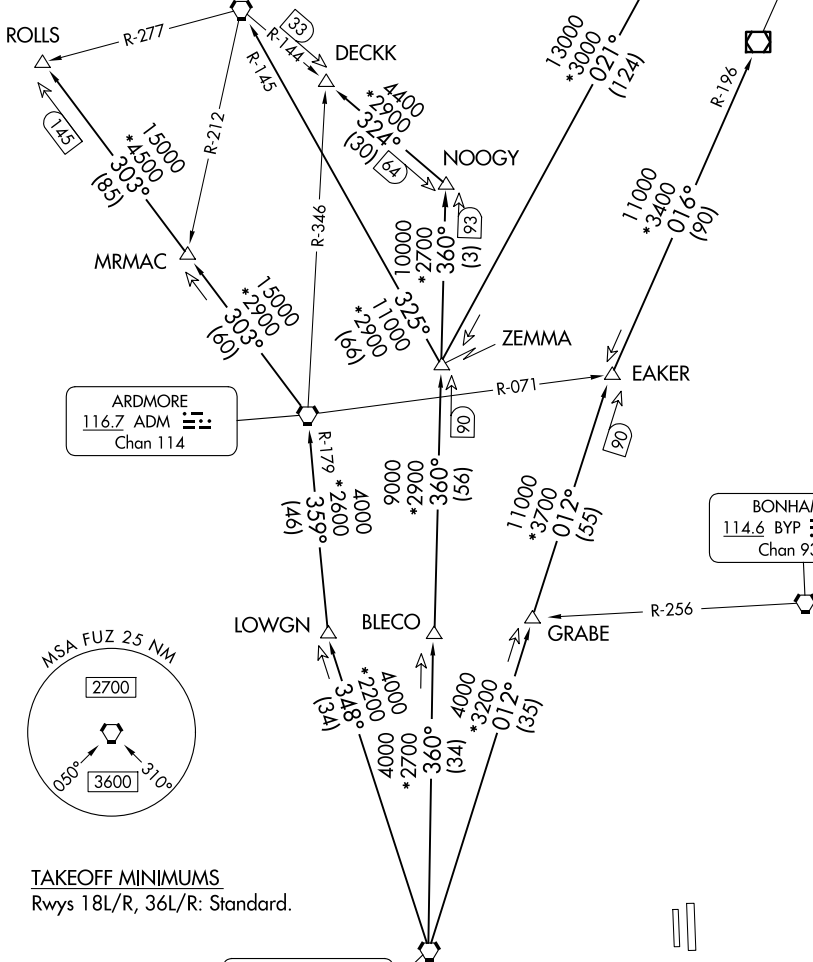 ROLLS
R-277
33
R-144
DECKK
R-145
13000
*3000
021°
(124)
R-196
145
15000
*4500
303°
(85)
R-212
4400
*2900
324°
(30)
64
NOOGY
93
R-346
10000
*2700
360°
(3)
11000
*3400
016°
(90)
MRMAC
15000
*2900
303°
(60)
325°
11000
*2900
(66)
ZEMMA
EAKER
R-071
ARDMORE
116.7 ADM
Chan 114
90
90
R-179
4000
*2600
359°
(46)
9000
*2900
360°
(56)
11000
*3700
012°
(55)
BONHAM
114.6 BYP
Chan 93
R-256
LOWGN
BLECO
GRABE
MSA FUZ 25 NM
2700
050°
310°
3600
4000
*2200
348°
(34)
4000
*2700
360°
(34)
4000
*3200
012°
(35)
TAKEOFF MINIMUMS
Rwys 18L/R, 36L/R: Standard.